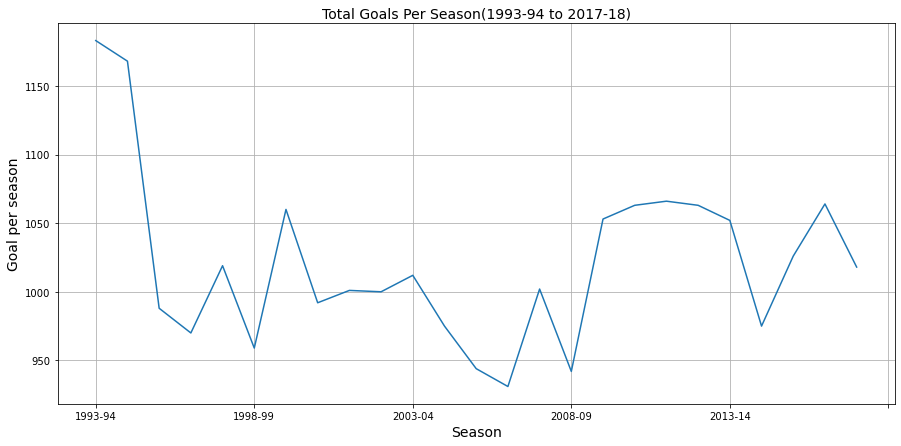 Total Goals Per Season(1993-94 to 2017-18)
Goal per season
1150
1100
1050
1000
950
1993-94 1998-99 2003-04 2008-09 2013-14
Season